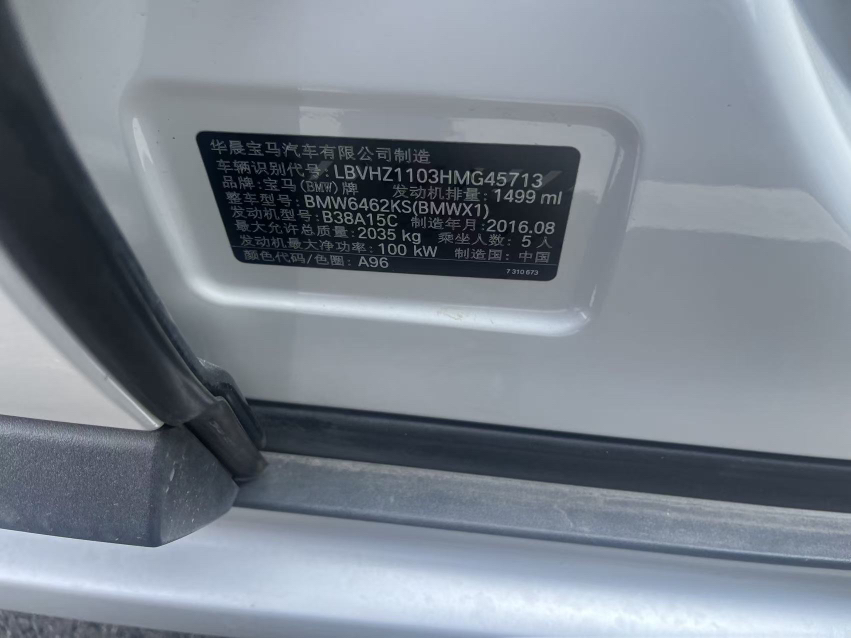 华晨宝马汽车有限公司制造
车辆识别代号: LBVHZ1103HMG45713
品牌: 宝马(BMW)牌 发动机排量: 1499 ml
整车型号: BMW6462KS(BMWX1)
发动机型号: B38A15C 制造年月: 2016.08
最大允许总质量: 2035 kg 乘坐人数: 5 人
发动机最大净功率: 100 kW 制造国: 中国
颜色代码/色圈: A96
7 310 673